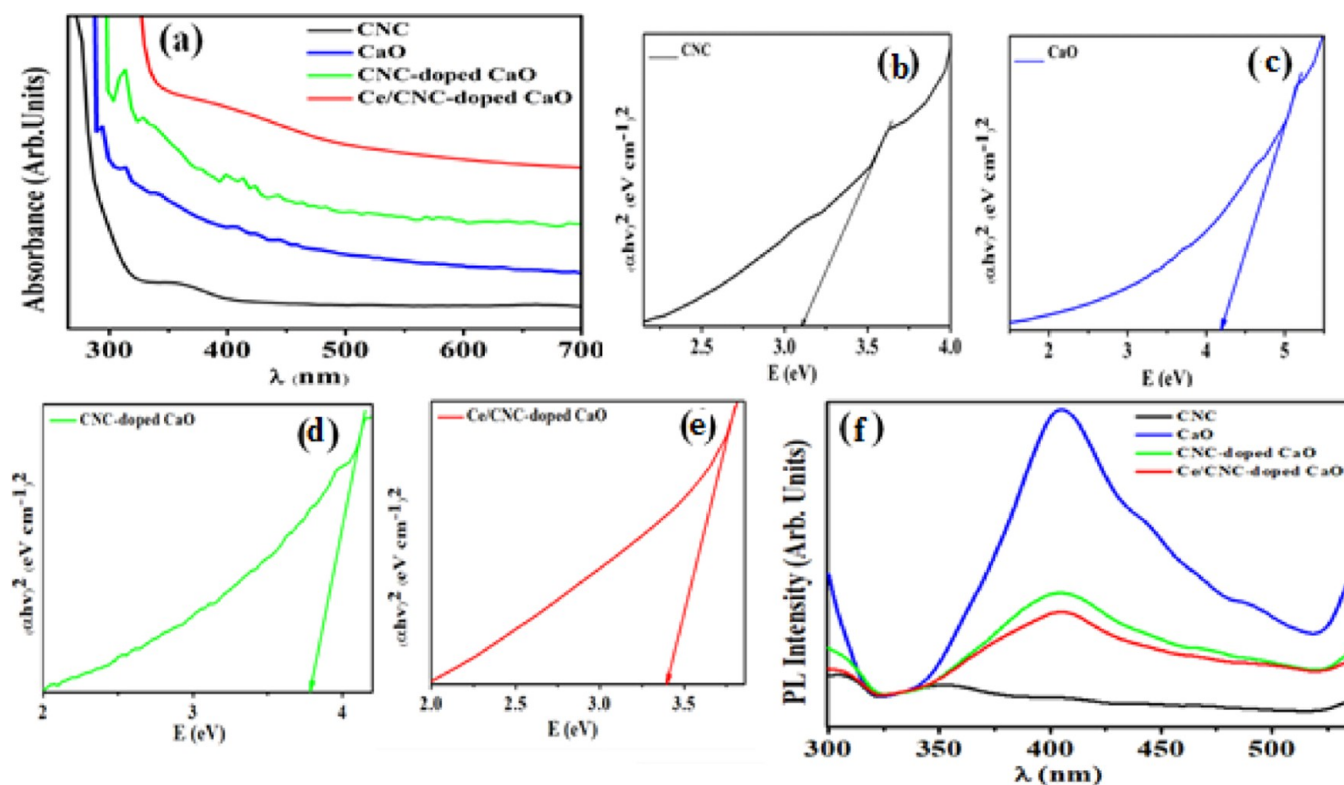 (a)
CNC
CaO
CNC-doped CaO
Ce/CNC-doped CaO
Absorbance (Arb.Units)
300 400 500 600 700
λ (nm)
(b)
CNC
(αhν)2 (eV cm-1)2
2.5 3.0 3.5 4.0
E (eV)
(c)
CaO
(αhν)2 (eV cm-1)2
2 3 4 5
E (eV)
(d)
CNC-doped CaO
(αhν)2 (eV cm-1)2
2 3 4
E (eV)
(e)
Ce/CNC-doped CaO
(αhν)2 (eV cm-1)2
2.0 2.5 3.0 3.5
E (eV)
(f)
CNC
CaO
CNC-doped CaO
Ce/CNC-doped CaO
PL Intensity (Arb. Units)
300 350 400 450 500
λ (nm)